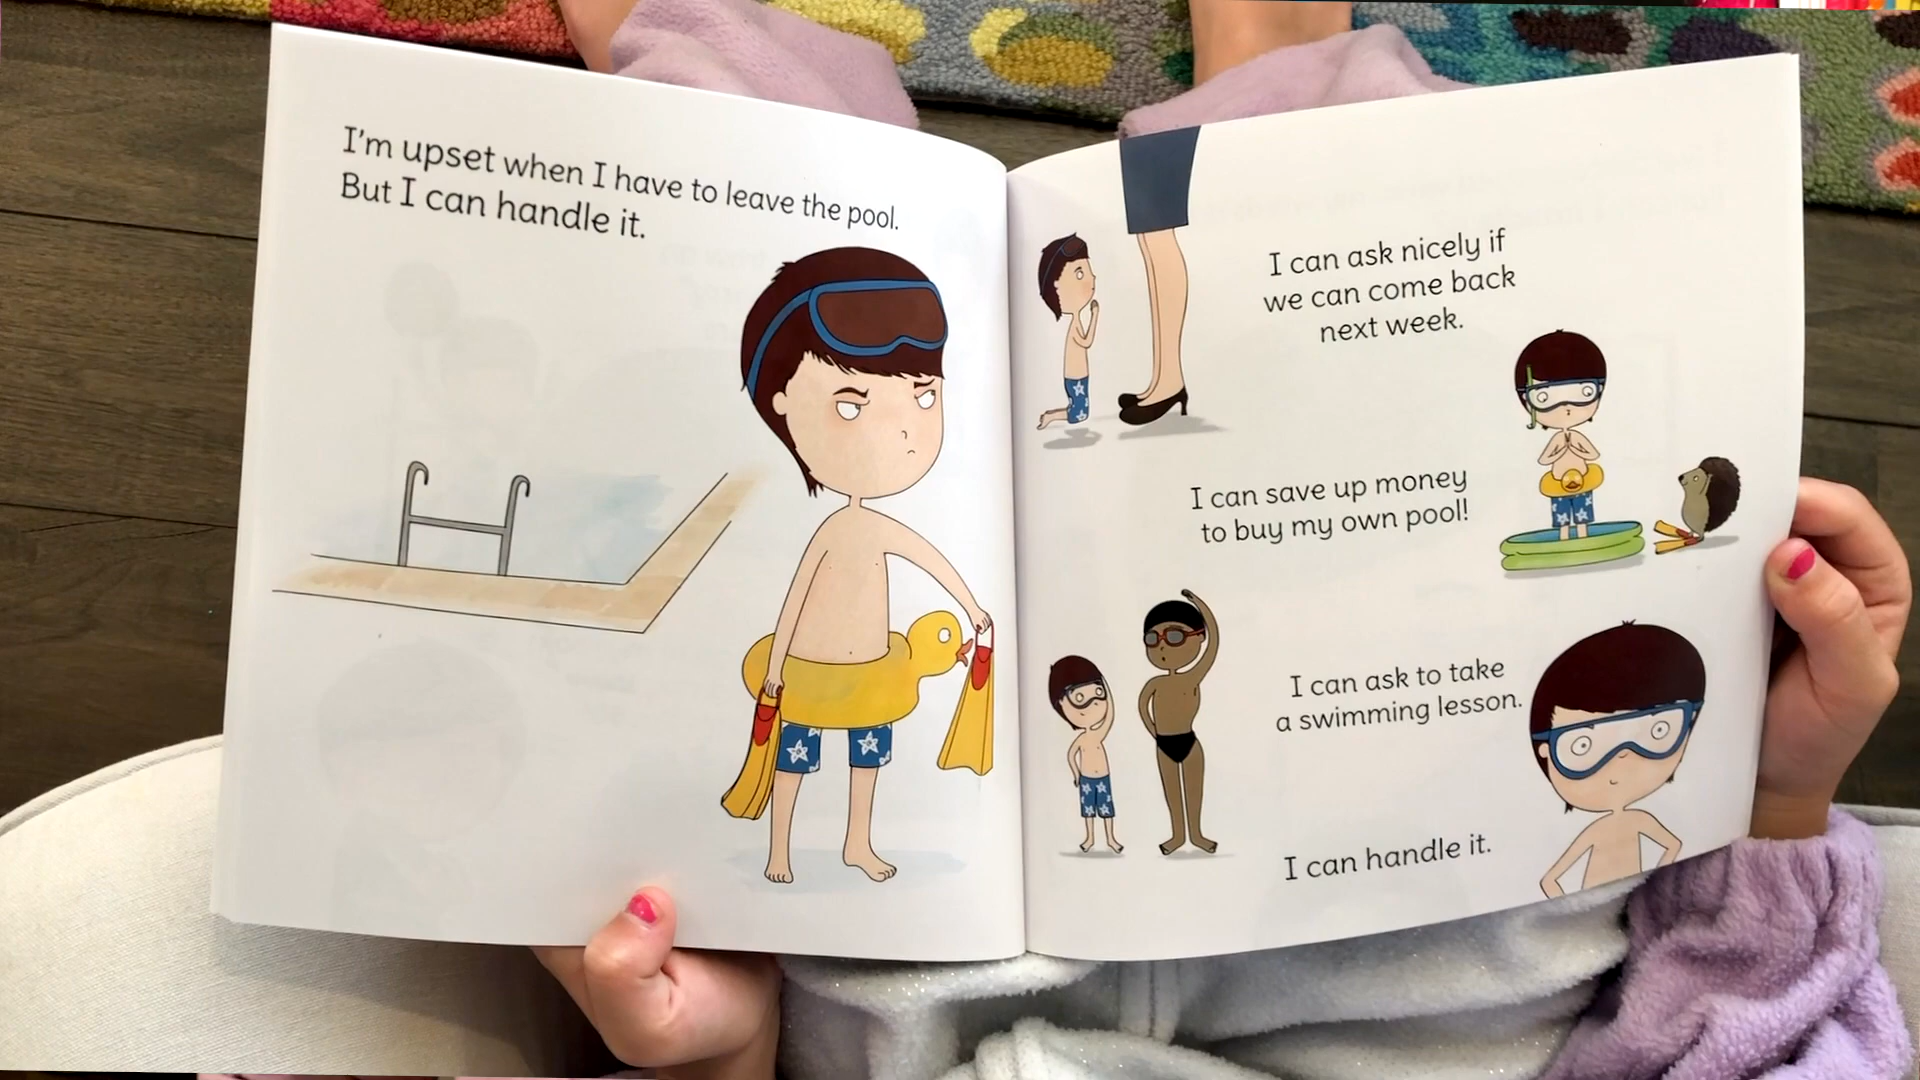 I'm upset when I have to leave the pool.
But I can handle it.
I can ask nicely if
we can come back
next week.
I can save up money
to buy my own pool!
I can ask to take
a swimming lesson.
I can handle it.